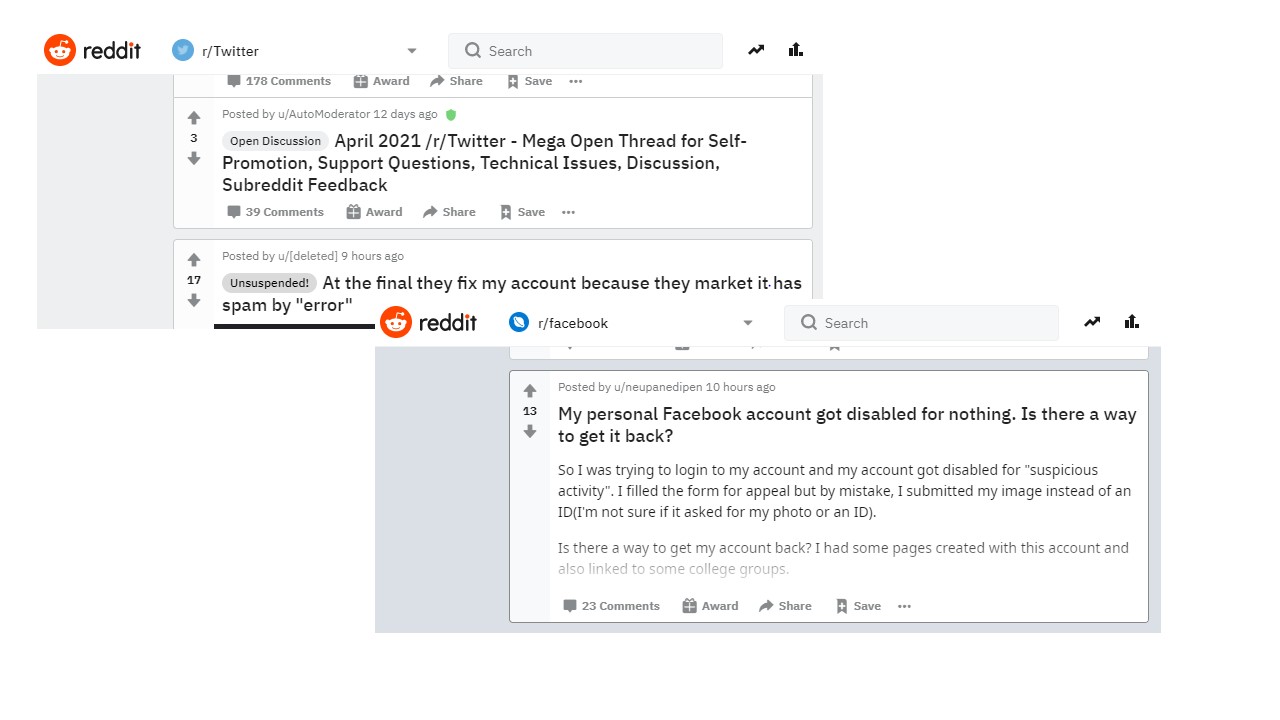 reddit r/Twitter Search
178 Comments Award Share Save
Posted by u/AutoModerator 12 days ago
3
Open Discussion April 2021 /r/Twitter - Mega Open Thread for Self-
Promotion, Support Questions, Technical Issues, Discussion,
Subreddit Feedback
39 Comments Award Share Save
Posted by u/[deleted] 9 hours ago
17
Unsuspended! At the final they fix my account because they market it has
spam by "error"
reddit r/facebook Search
Posted by u/neupanedipen 10 hours ago
13
My personal Facebook account got disabled for nothing. Is there a way
to get it back?
So I was trying to login to my account and my account got disabled for "suspicious
activity". I filled the form for appeal but by mistake, I submitted my image instead of an
ID(I'm not sure if it asked for my photo or an ID).
Is there a way to get my account back? I had some pages created with this account and
also linked to some college groups.
23 Comments Award Share Save